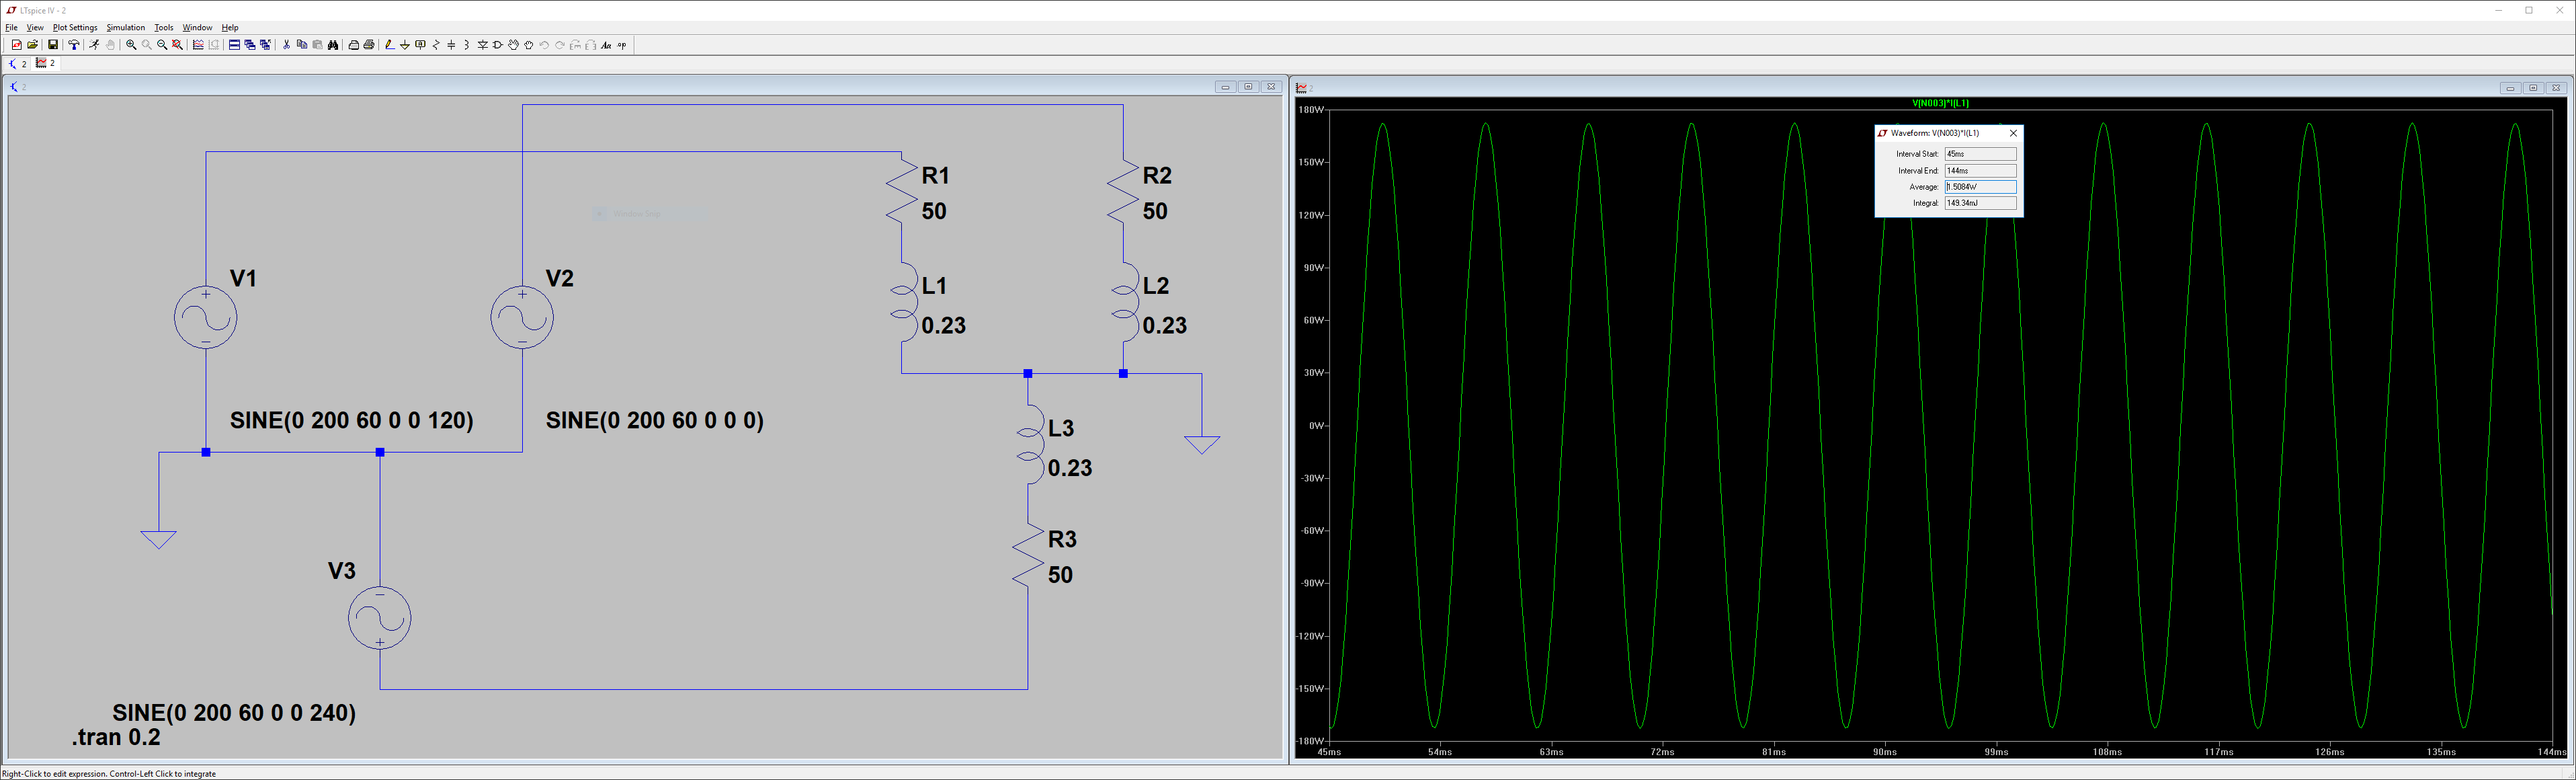 LTspice IV - 2
File View Plot Settings Simulation Tools Window Help
2 2
2
V1
V2
R1
50
R2
50
L1
0.23
L2
0.23
SINE(0 200 60 0 0 120)
SINE(0 200 60 0 0 0)
L3
0.23
R3
50
V3
SINE(0 200 60 0 0 240)
.tran 0.2
2
V(N003)*I(L1)
180W
150W
120W
90W
60W
30W
0W
-30W
-60W
-90W
-120W
-150W
-180W
45ms 54ms 63ms 72ms 81ms 90ms 99ms 108ms 117ms 126ms 135ms 144ms
Waveform: V(N003)*I(L1)
Interval Start: 45ms
Interval End: 144ms
Average: 1.5084W
Integral: 149.34mJ
Right-Click to edit expression. Control-Left Click to integrate